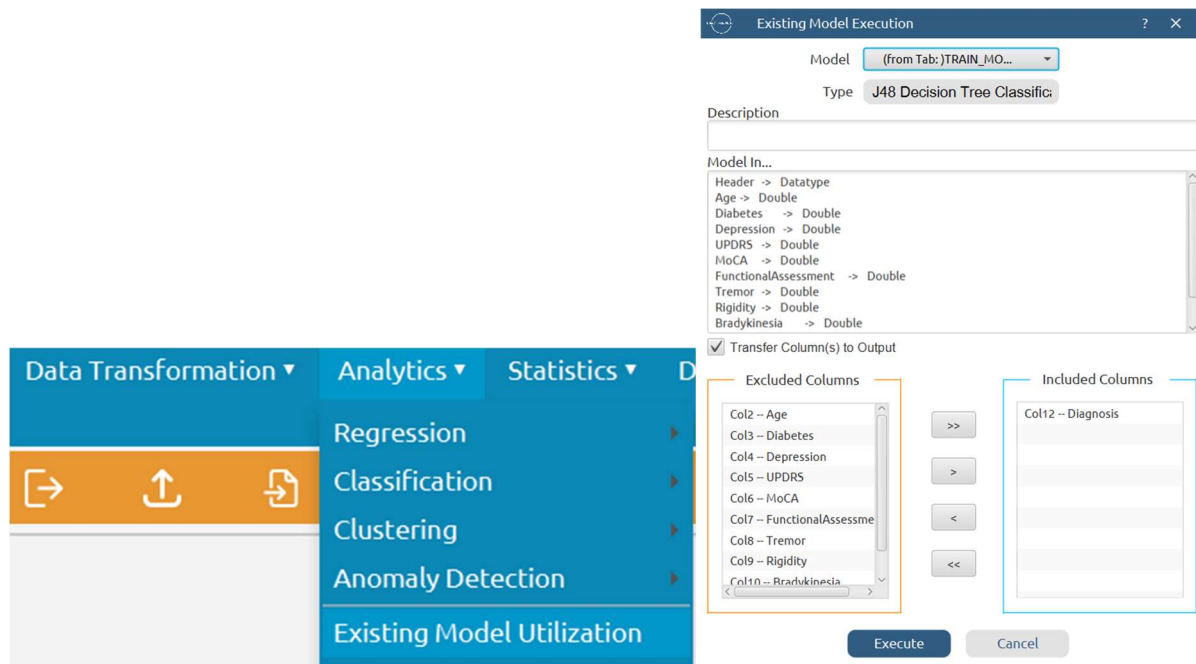 Data Transformation ▾ Analytics ▾ Statistics ▾ D
Regression
Classification
Clustering
Anomaly Detection
Existing Model Utilization
Existing Model Execution ? ×
Model (from Tab: )TRAIN_MO...
Type J48 Decision Tree Classific
Description
Model In...
Header -> Datatype
Age -> Double
Diabetes -> Double
Depression -> Double
UPDRS -> Double
MoCA -> Double
FunctionalAssessment -> Double
Tremor -> Double
Rigidity -> Double
Bradykinesia -> Double
Transfer Column(s) to Output
Excluded Columns
Col2 -- Age
Col3 -- Diabetes
Col4 -- Depression
Col5 -- UPDRS
Col6 -- MoCA
Col7 -- FunctionalAssessme
Col8 -- Tremor
Col9 -- Rigidity
Col10 -- Bradykinesia
>>
>
<
<<
Included Columns
Col12 -- Diagnosis
Execute Cancel